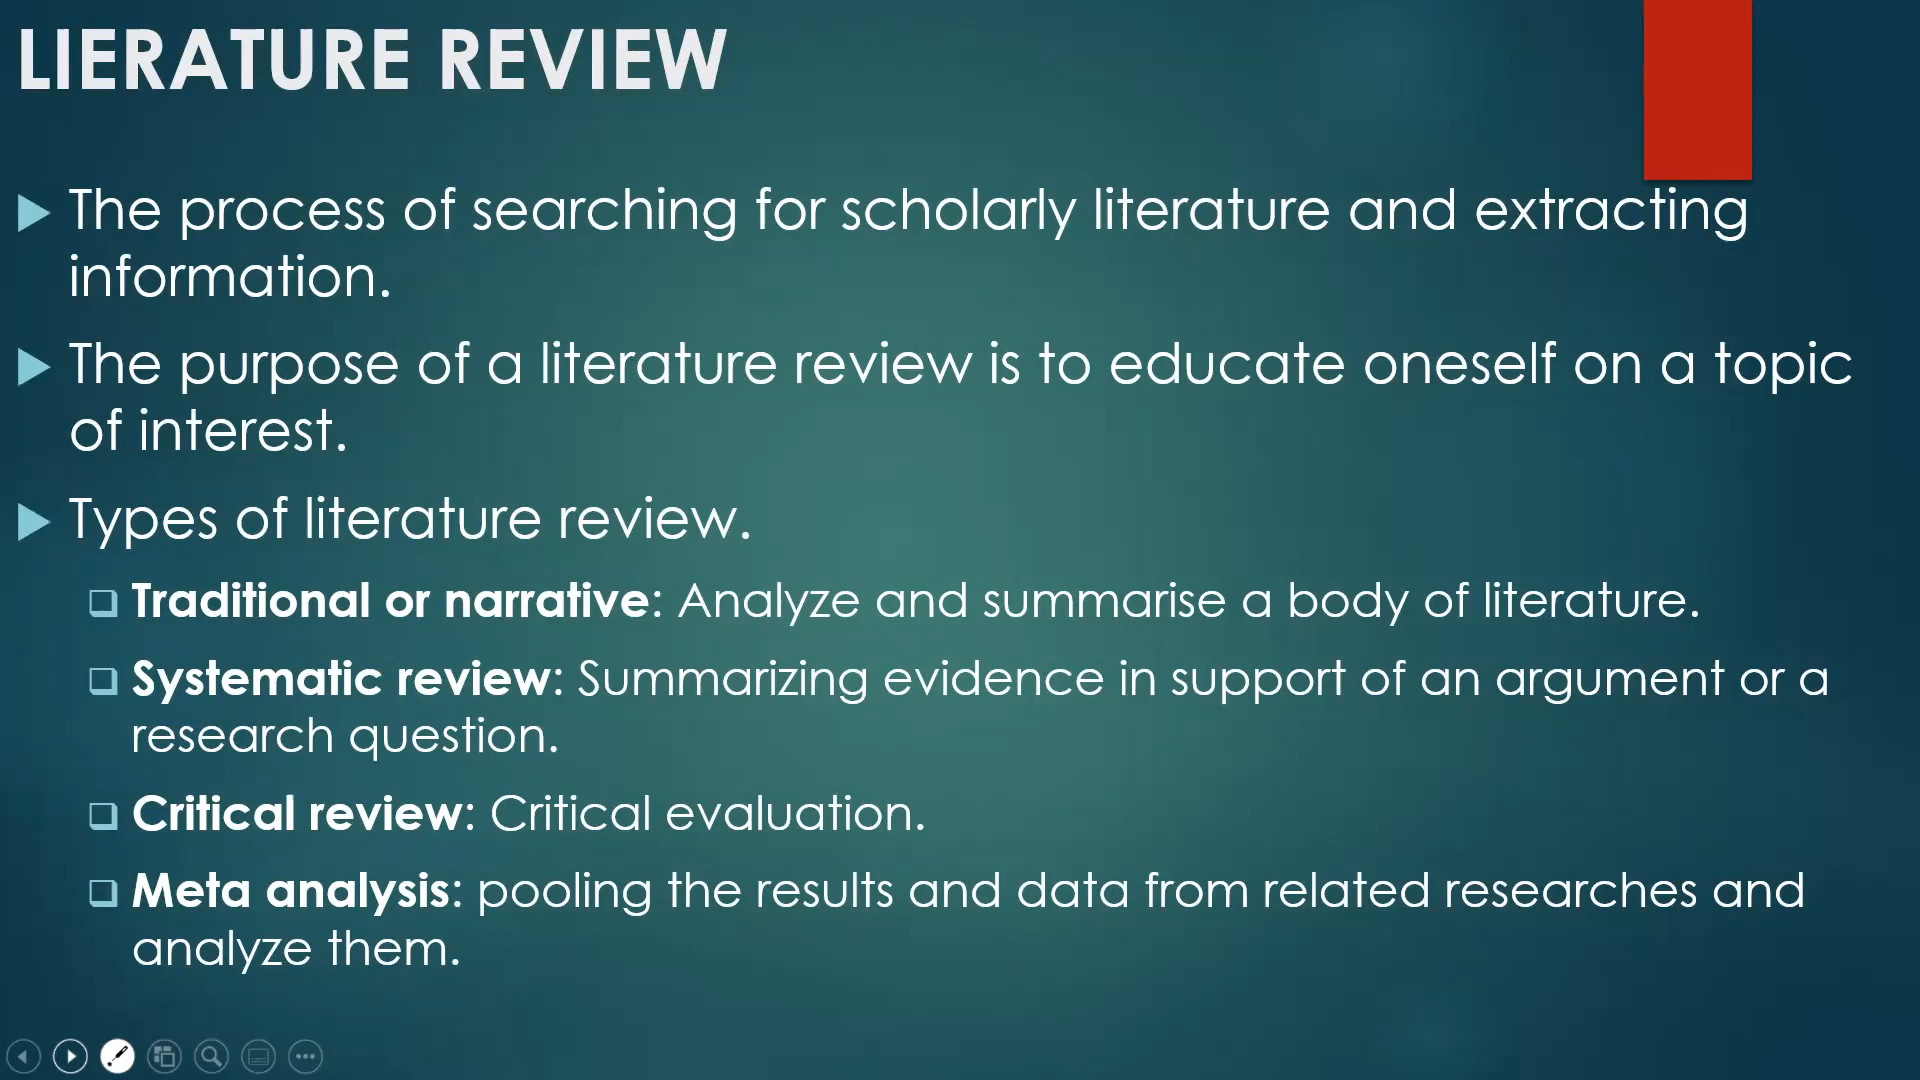 LIERATURE REVIEW
The process of searching for scholarly literature and extracting
information.
The purpose of a literature review is to educate oneself on a topic
of interest.
Types of literature review.
Traditional or narrative: Analyze and summarise a body of literature.
Systematic review: Summarizing evidence in support of an argument or a
research question.
Critical review: Critical evaluation.
Meta analysis: pooling the results and data from related researches and
analyze them.